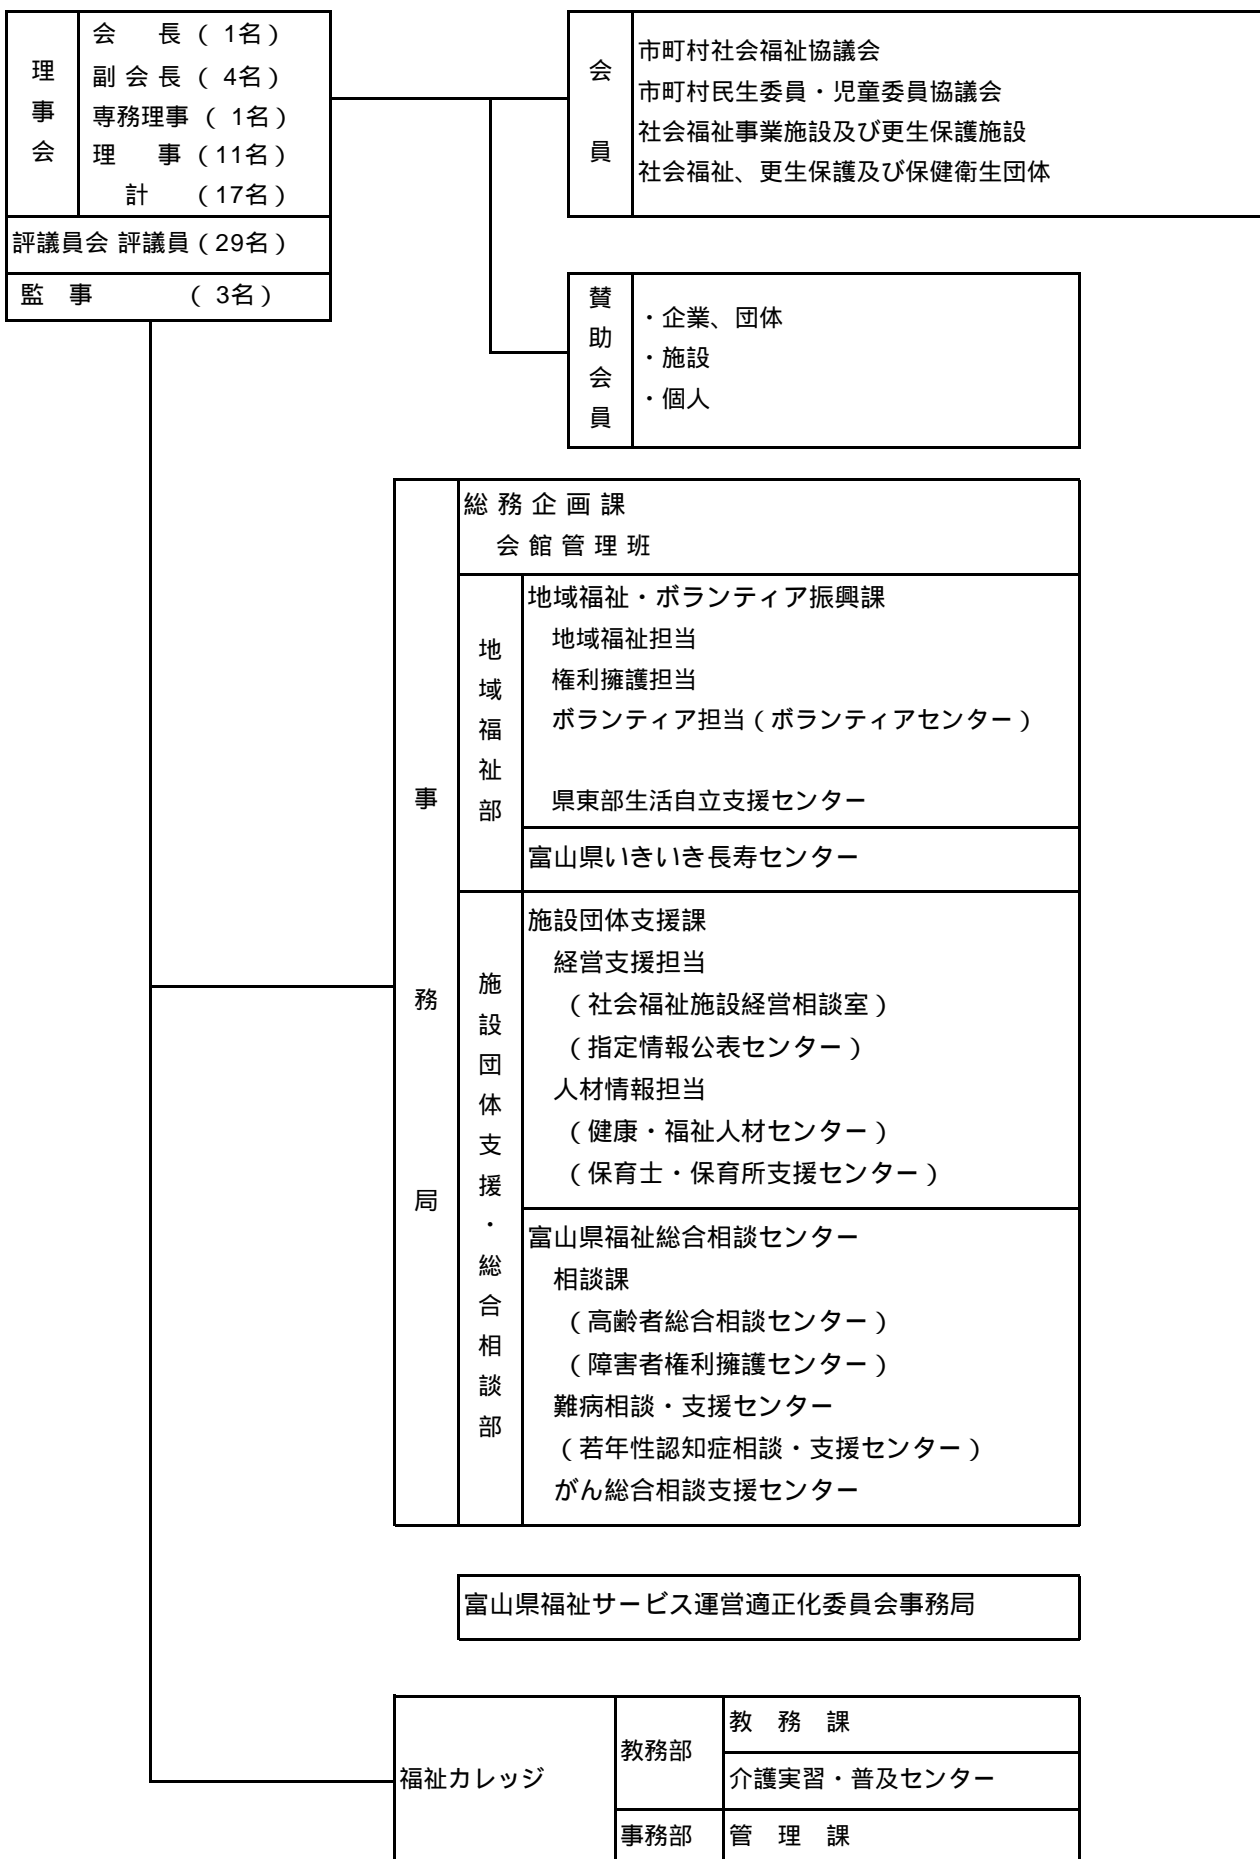 理事会
会　長（ 1名）
副 会 長（ 4名）
専務理事（ 1名）
理　事（11名）
計　（17名）
評議員会 評議員（29名）
監　事　（ 3名）
会員
市町村社会福祉協議会
市町村民生委員・児童委員協議会
社会福祉事業施設及び更生保護施設
社会福祉、更生保護及び保健衛生団体
賛助会員
・企業、団体
・施設
・個人
事務局
総 務 企 画 課
会 館 管 理 班
地域福祉部
地域福祉・ボランティア振興課
地域福祉担当
権利擁護担当
ボランティア担当（ボランティアセンター）
県東部生活自立支援センター
富山県いきいき長寿センター
施設団体支援・総合相談部
施設団体支援課
経営支援担当
（社会福祉施設経営相談室）
（指定情報公表センター）
人材情報担当
（健康・福祉人材センター）
（保育士・保育所支援センター）
富山県福祉総合相談センター
相談課
（高齢者総合相談センター）
（障害者権利擁護センター）
難病相談・支援センター
（若年性認知症相談・支援センター）
がん総合相談支援センター
富山県福祉サービス運営適正化委員会事務局
福祉カレッジ
教務部
教　務　課
介護実習・普及センター
事務部
管　理　課